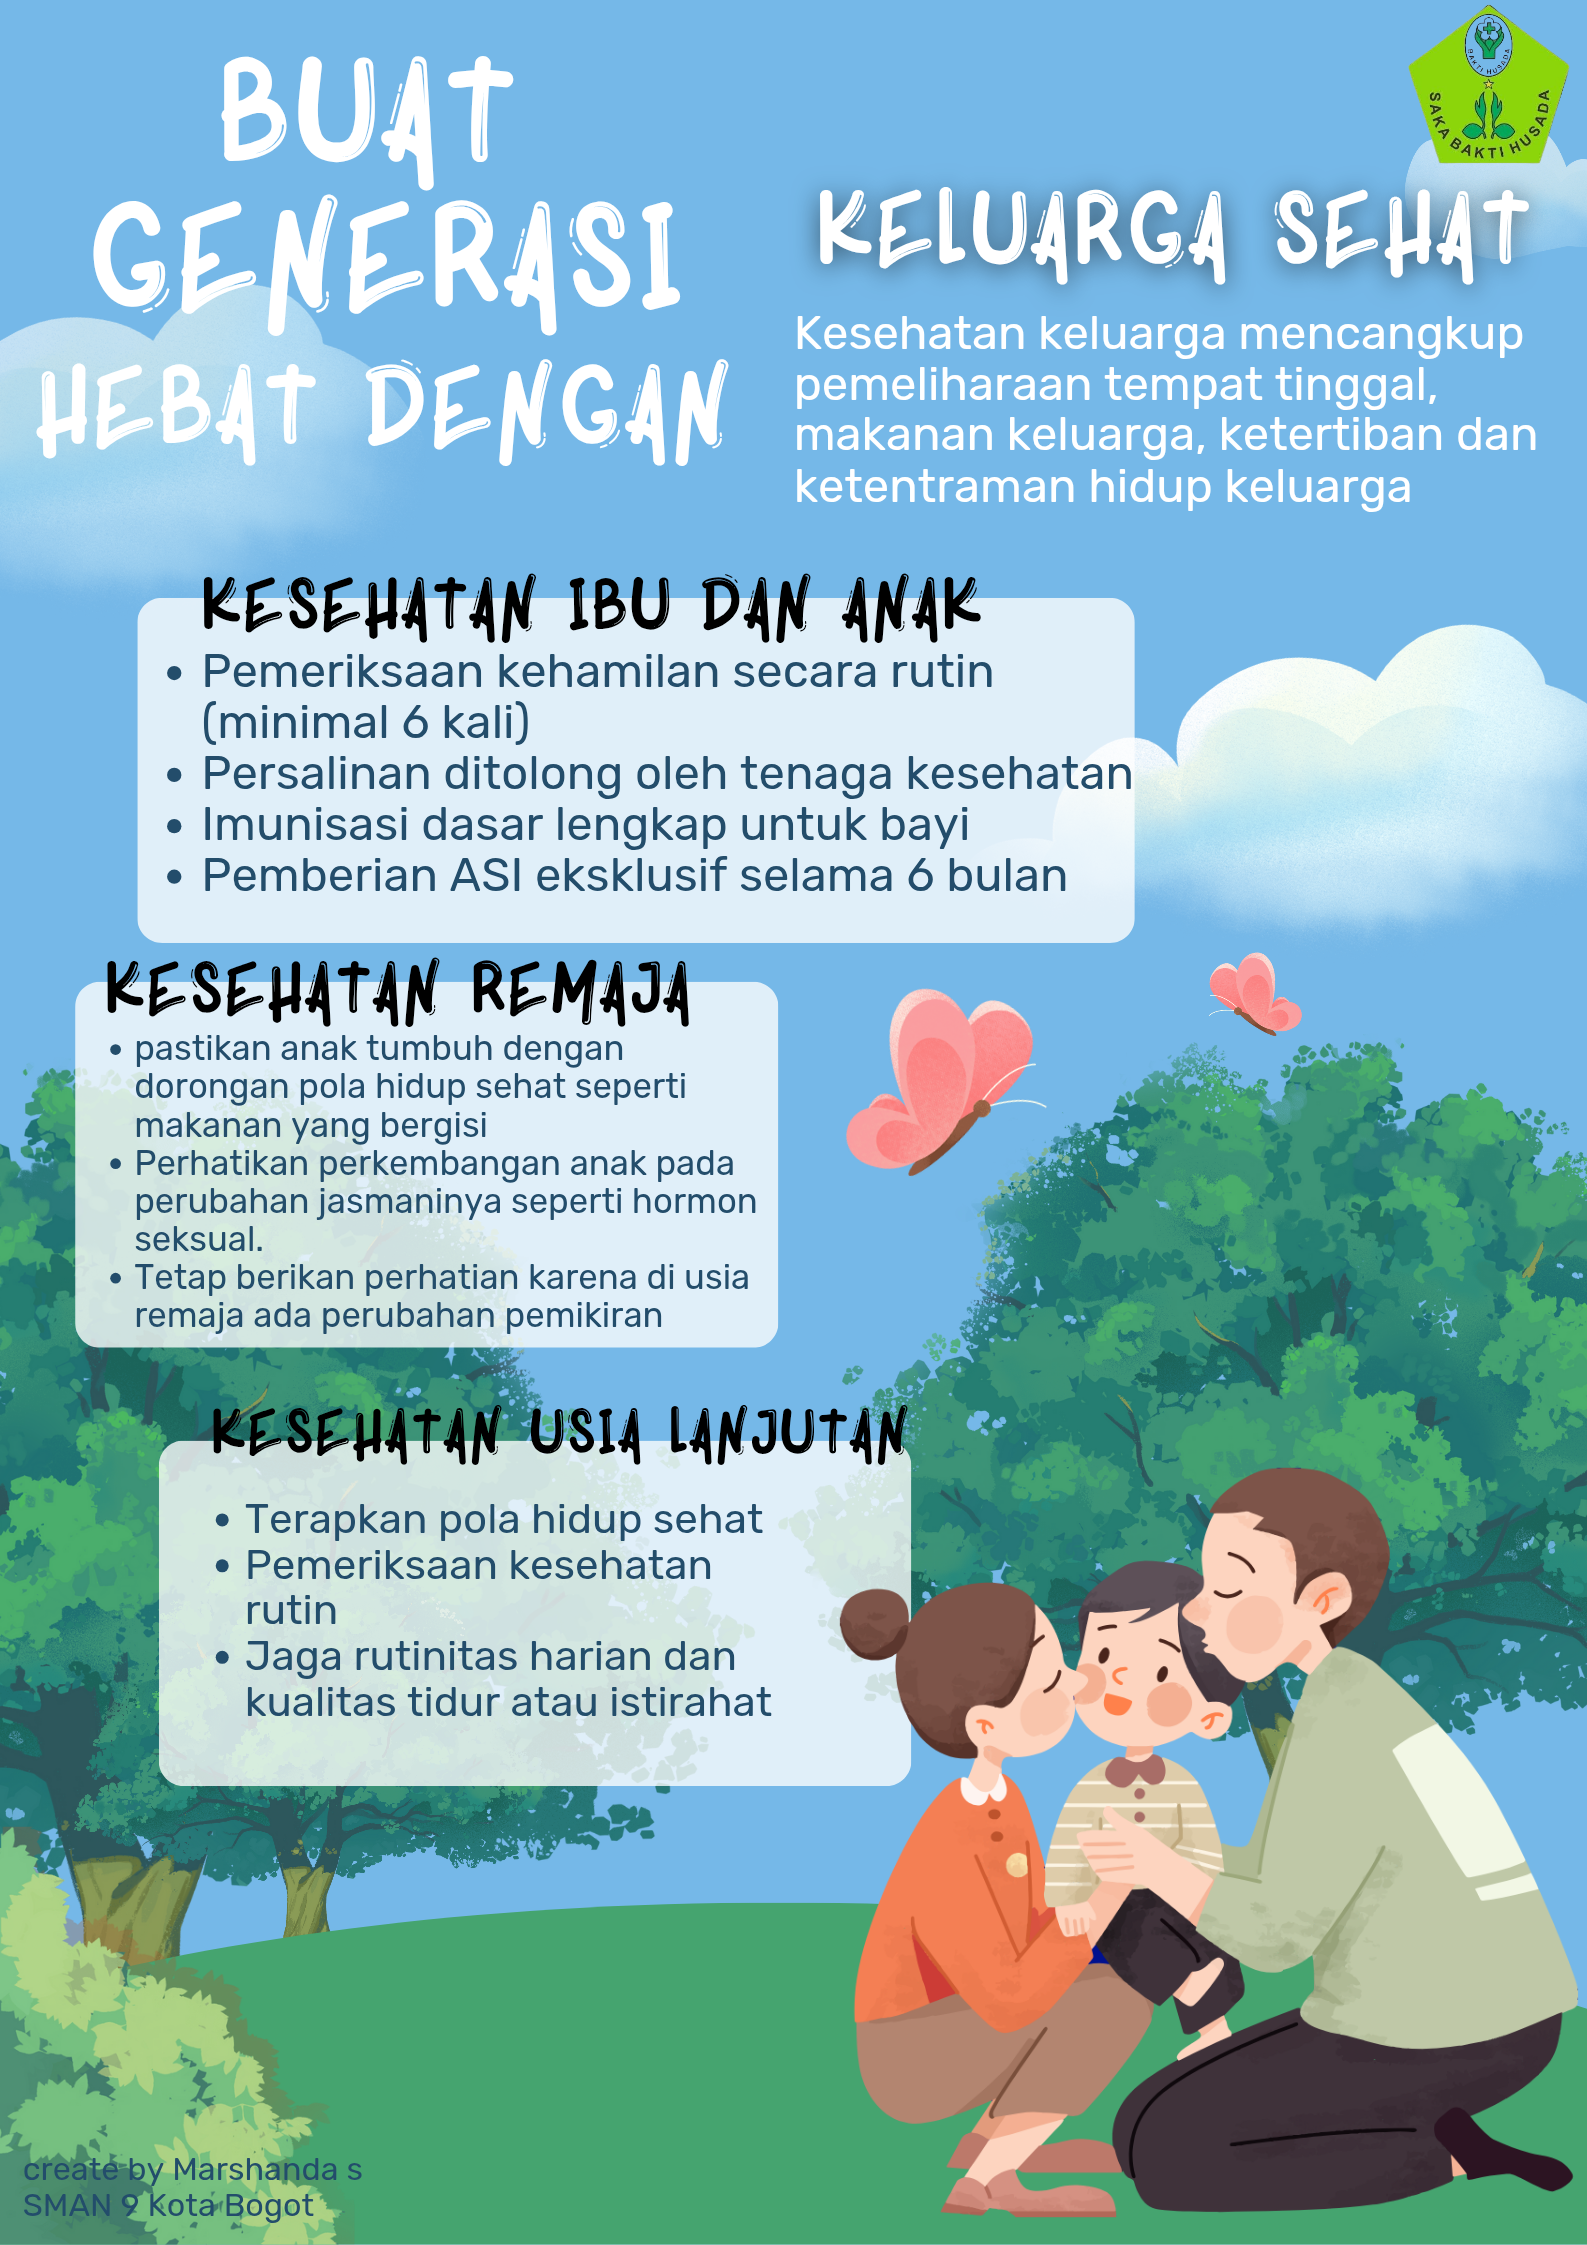 BUAT
GENERASI
HEBAT DENGAN
BAKTI HUSADA
SAKA BAKTI HUSADA
KELUARGA SEHAT
Kesehatan keluarga mencangkup
pemeliharaan tempat tinggal,
makanan keluarga, ketertiban dan
ketentraman hidup keluarga
KESEHATAN IBU DAN ANAK
• Pemeriksaan kehamilan secara rutin
(minimal 6 kali)
• Persalinan ditolong oleh tenaga kesehatan
• Imunisasi dasar lengkap untuk bayi
• Pemberian ASI eksklusif selama 6 bulan
KESEHATAN REMAJA
• pastikan anak tumbuh dengan
dorongan pola hidup sehat seperti
makanan yang bergisi
• Perhatikan perkembangan anak pada
perubahan jasmaninya seperti hormon
seksual.
• Tetap berikan perhatian karena di usia
remaja ada perubahan pemikiran
KESEHATAN USIA LANJUTAN
• Terapkan pola hidup sehat
• Pemeriksaan kesehatan
rutin
• Jaga rutinitas harian dan
kualitas tidur atau istirahat
create by Marshanda s
SMAN 9 Kota Bogot